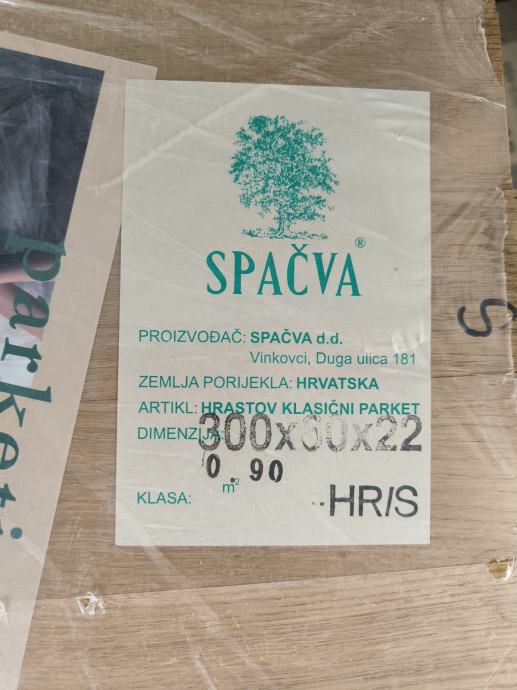 SPAČVA®
PROIZVOĐAČ: SPAČVA d.d.
Vinkovci, Duga ulica 181
ZEMLJA PORIJEKLA: HRVATSKA
ARTIKL: HRASTOV KLASIČNI PARKET
DIMENZIJA: 300x60x22
0.90 m²
KLASA: HR/S
parketi
S